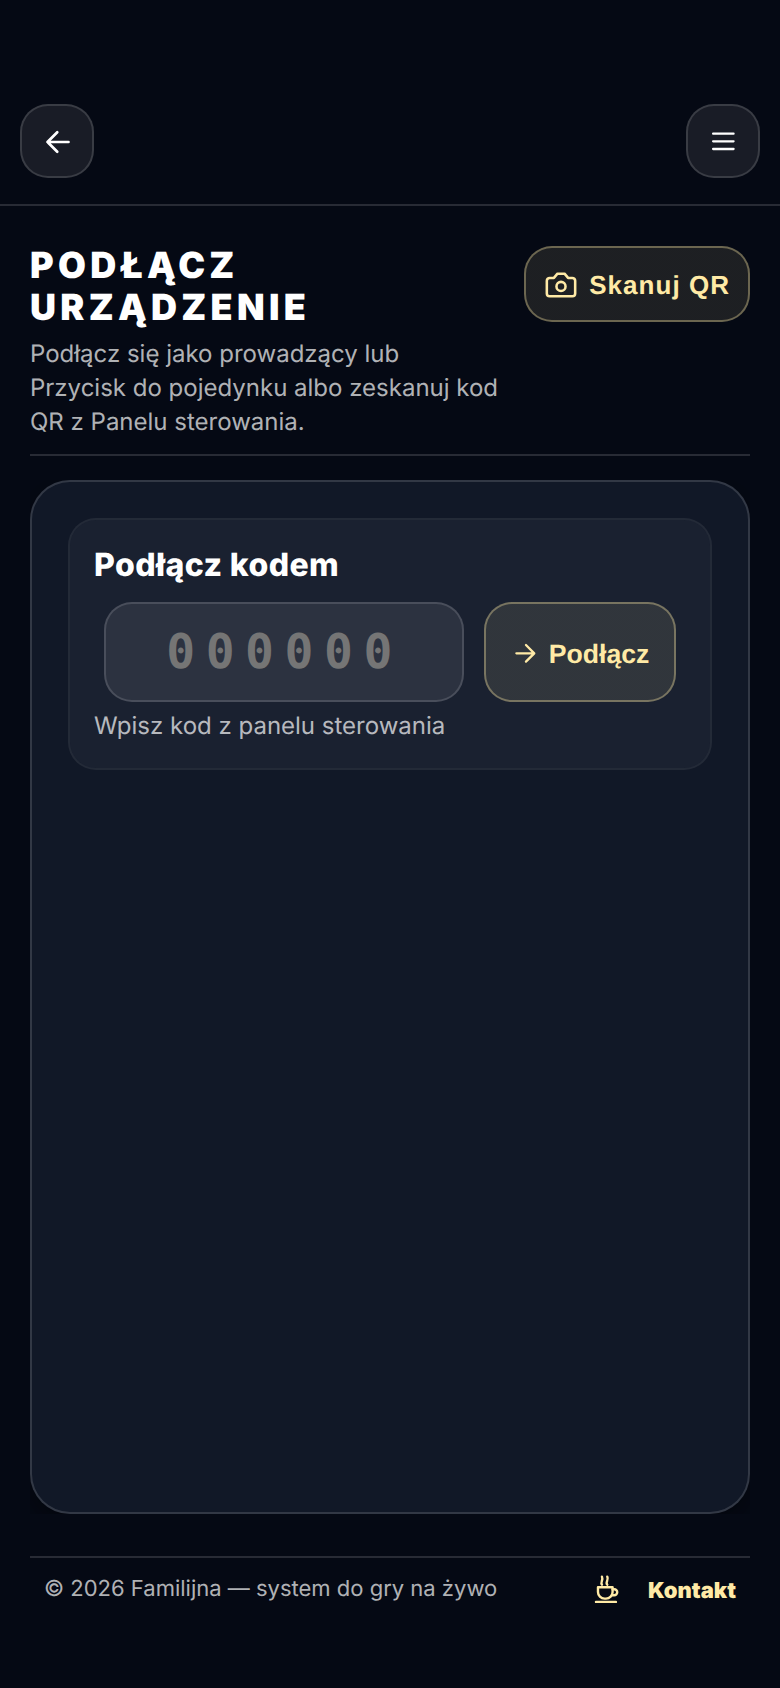 PODŁĄCZ
URZĄDZENIE
Skanuj QR
Podłącz się jako prowadzący lub
Przycisk do pojedynku albo zeskanuj kod
QR z Panelu sterowania.
Podłącz kodem
000000
Podłącz
Wpisz kod z panelu sterowania
© 2026 Familijna — system do gry na żywo
Kontakt